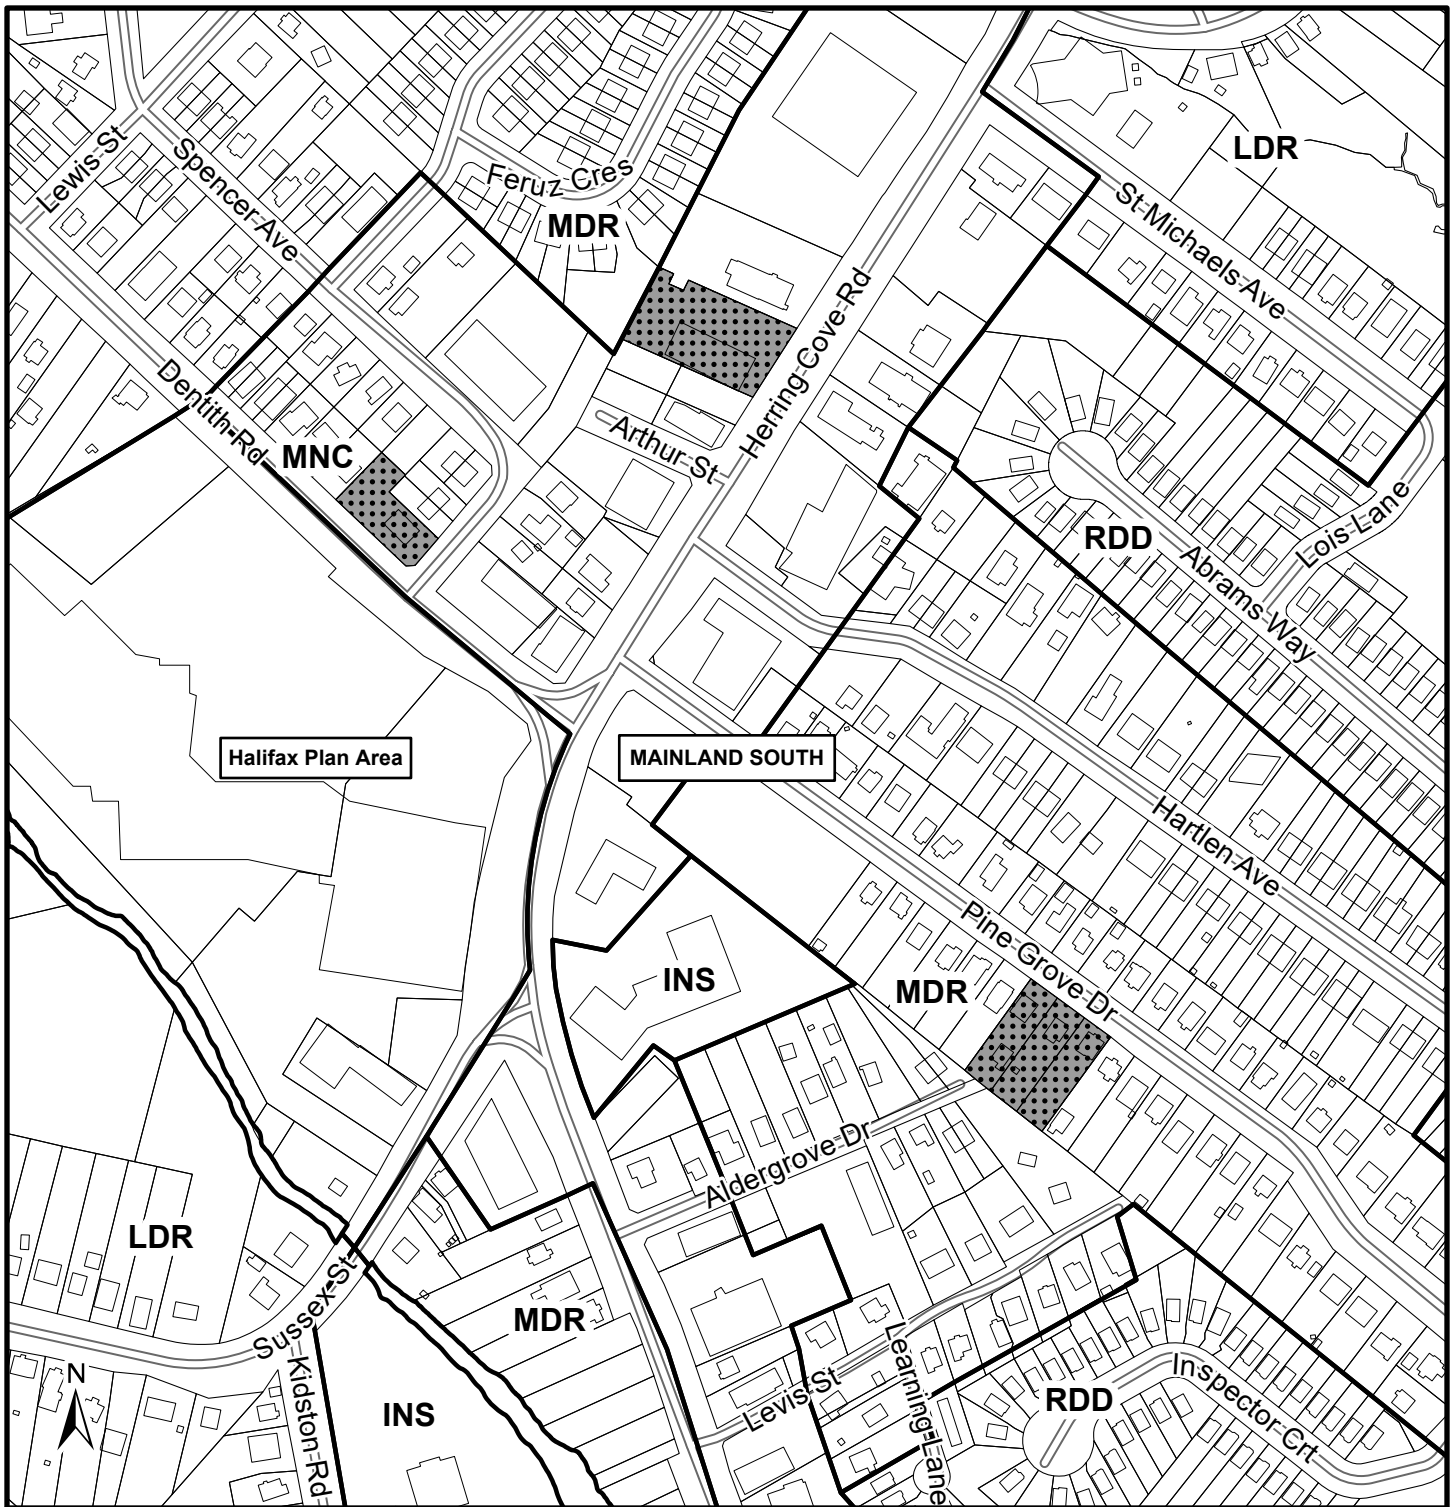 Lewis St
Spencer Ave
Feruz Cres
MDR
LDR
St Michaels Ave
Herring Cove Rd
Dentith Rd
MNC
Arthur St
RDD
Abrams Way
Lois Lane
Halifax Plan Area
MAINLAND SOUTH
Hartlen Ave
Pine Grove Dr
INS
MDR
Aldergrove Dr
LDR
Sussex St
MDR
Kidston Rd
N
INS
Levis St
Learning Lane
RDD
Inspector Crt